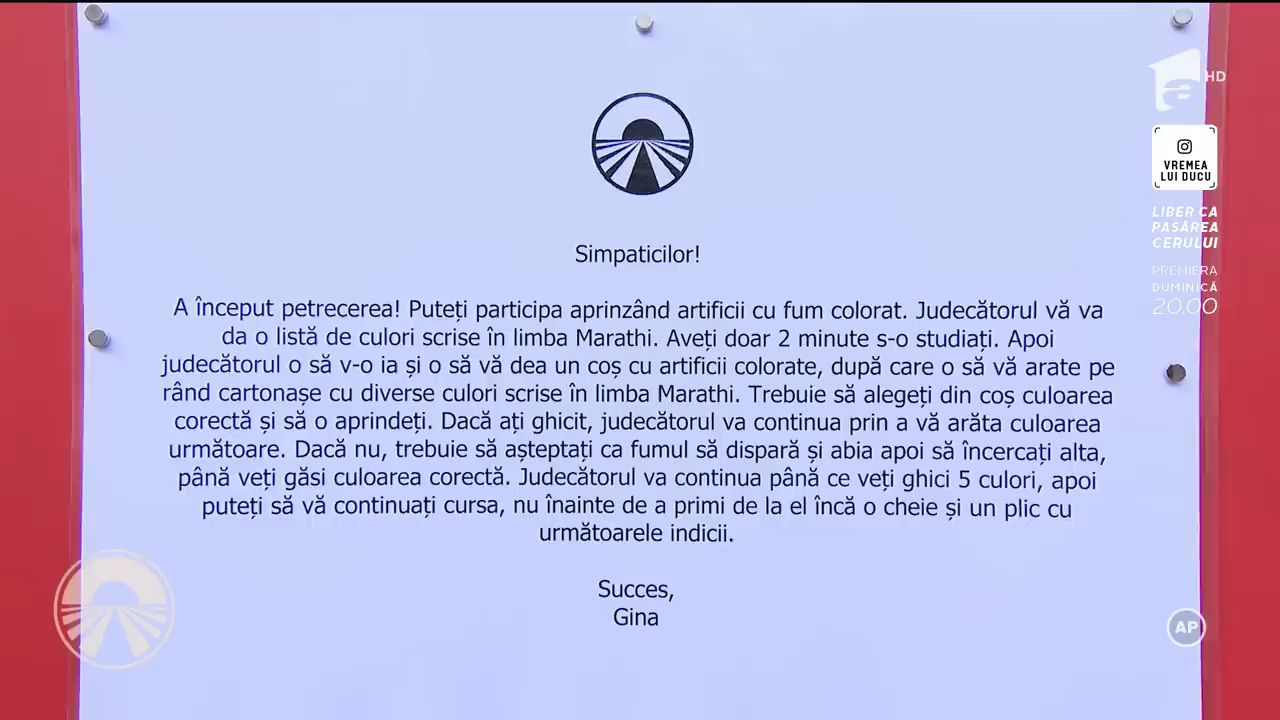 HD
VREMEA
LUI DUCU
LIBER CA
PASĂREA
CERULUI
PREMIERA
DUMINICĂ
20.00
Simpaticilor!
A început petrecerea! Puteți participa aprinzând artificii cu fum colorat. Judecătorul vă va
da o listă de culori scrise în limba Marathi. Aveți doar 2 minute s-o studiați. Apoi
judecătorul o să v-o ia și o să vă dea un coș cu artificii colorate, după care o să vă arate pe
rând cartonașe cu diverse culori scrise în limba Marathi. Trebuie să alegeți din coș culoarea
corectă și să o aprindeți. Dacă ați ghicit, judecătorul va continua prin a vă arăta culoarea
următoare. Dacă nu, trebuie să așteptați ca fumul să dispară și abia apoi să încercați alta,
până veți găsi culoarea corectă. Judecătorul va continua până ce veți ghici 5 culori, apoi
puteți să vă continuați cursa, nu înainte de a primi de la el încă o cheie și un plic cu
următoarele indicii.
Succes,
Gina
AP